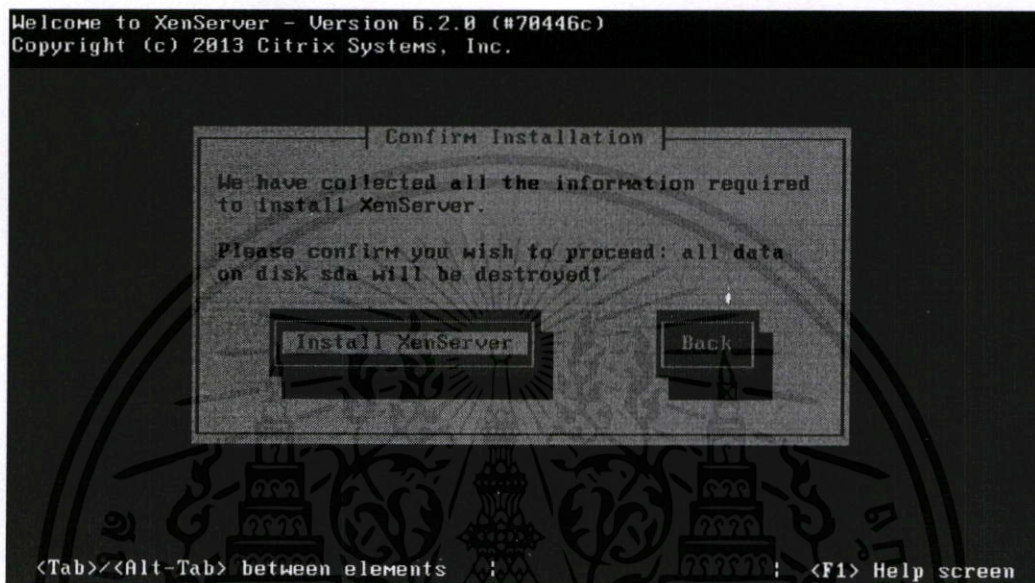 Welcome to XenServer - Version 6.2.0 (#70446c)
Copyright (c) 2013 Citrix Systems, Inc.
Confirm Installation
We have collected all the information required
to install XenServer.
Please confirm you wish to proceed: all data
on disk sda will be destroyed!
Install XenServer
Back
<Tab>/<Alt-Tab> between elements | | <F1> Help screen